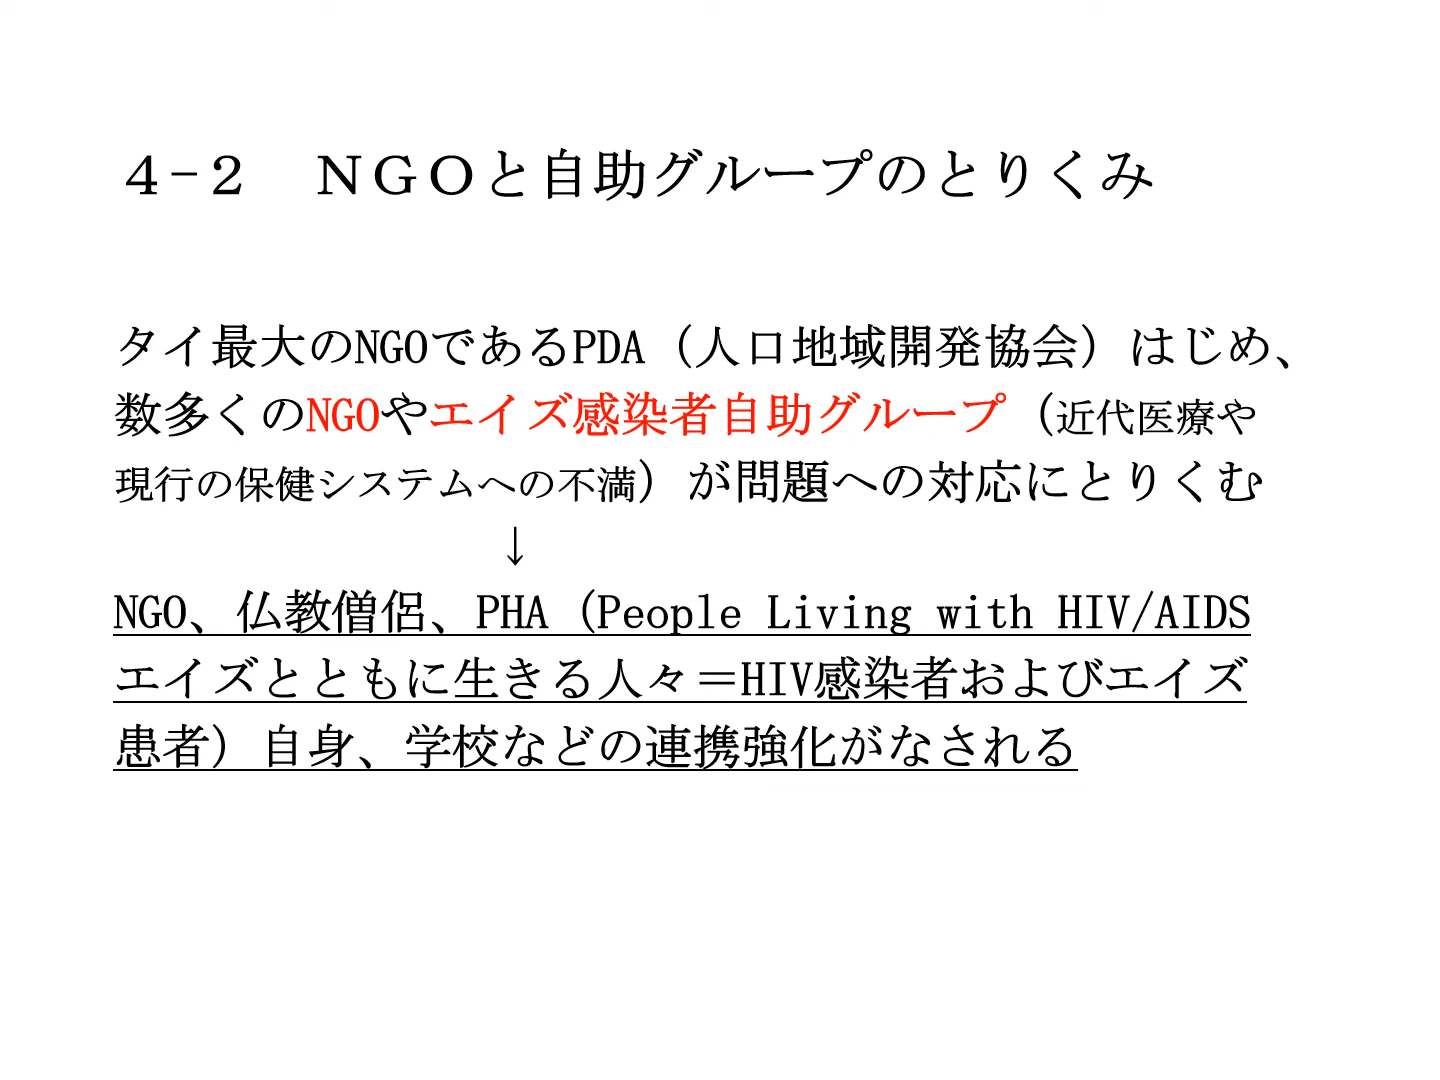 ４−２　ＮＧＯと自助グループのとりくみ
タイ最大のNGOであるPDA（人口地域開発協会）はじめ、
数多くのNGOやエイズ感染者自助グループ（近代医療や
現行の保健システムへの不満）が問題への対応にとりくむ
↓
NGO、仏教僧侶、PHA（People Living with HIV/AIDS
エイズとともに生きる人々＝HIV感染者およびエイズ
患者）自身、学校などの連携強化がなされる